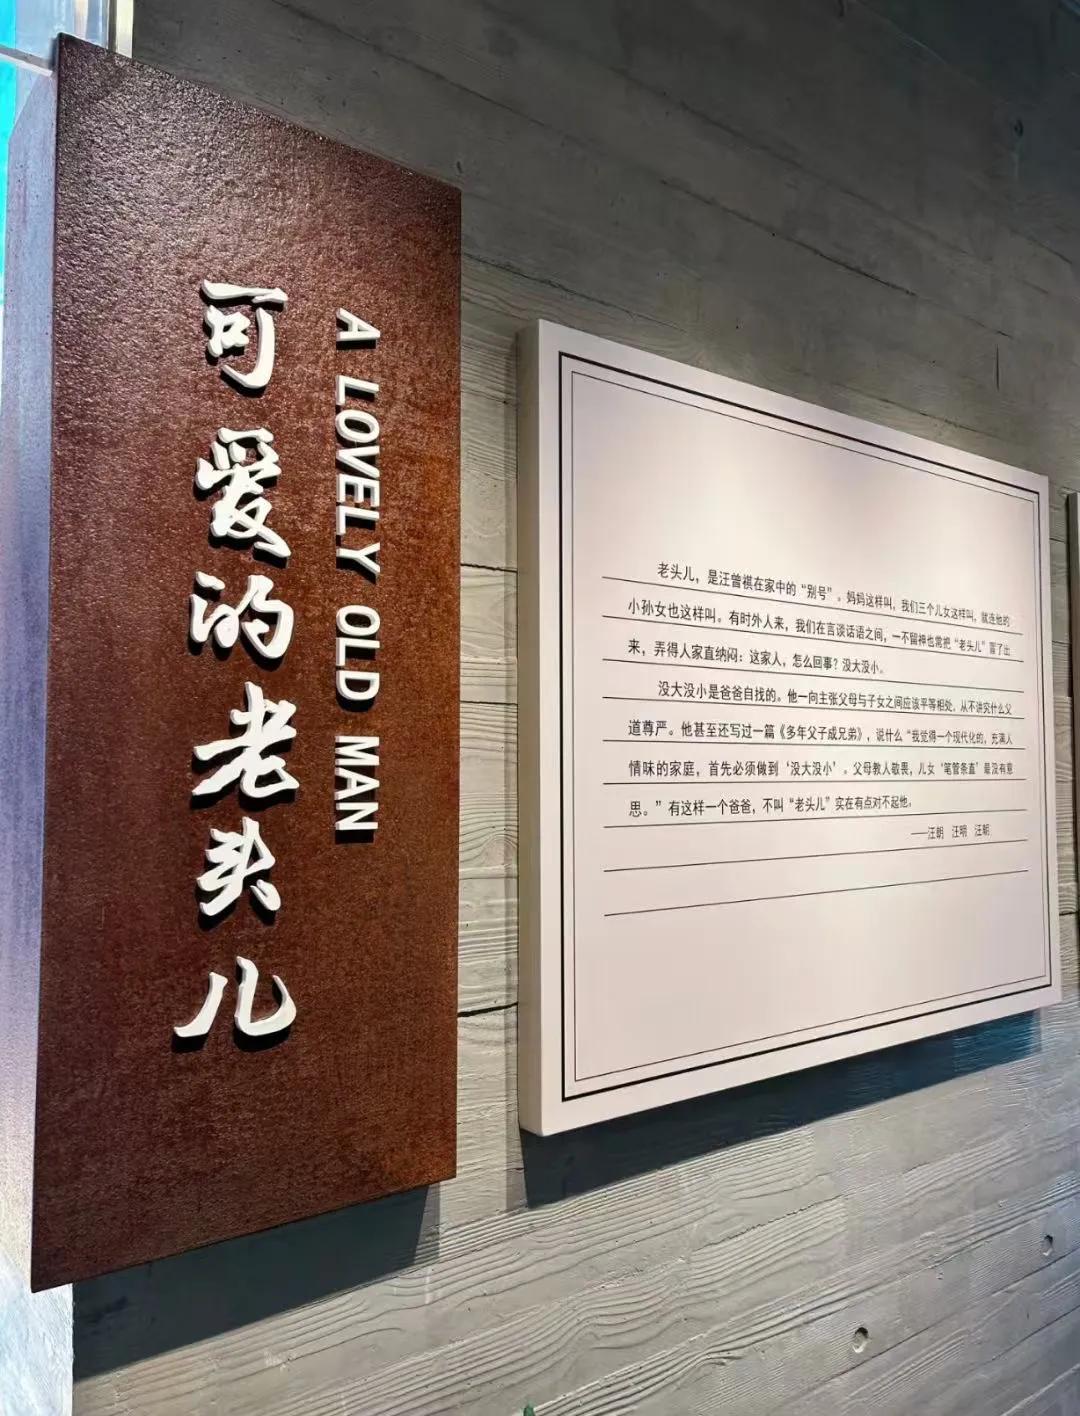 可爱的老头儿
A LOVELY OLD MAN
老头儿，是汪曾祺在家中的“别号”。妈妈这样叫，我们三个儿女这样叫，就连他的
小孙女也这样叫。有时外人来，我们在言谈话语之间，一不留神也常把“老头儿”冒了出
来，弄得人家直纳闷：这家人，怎么回事？没大没小。
没大没小是爸爸自找的。他一向主张父母与子女之间应该平等相处，从不讲究什么父
道尊严。他甚至还写过一篇《多年父子成兄弟》，说什么“我觉得一个现代化的，充满人
情味的家庭，首先必须做到‘没大没小’。父母教人敬畏，儿女‘笔管条直’最没有意
思。”有这样一个爸爸，不叫“老头儿”实在有点对不起他。
——汪朗 汪明 汪朝